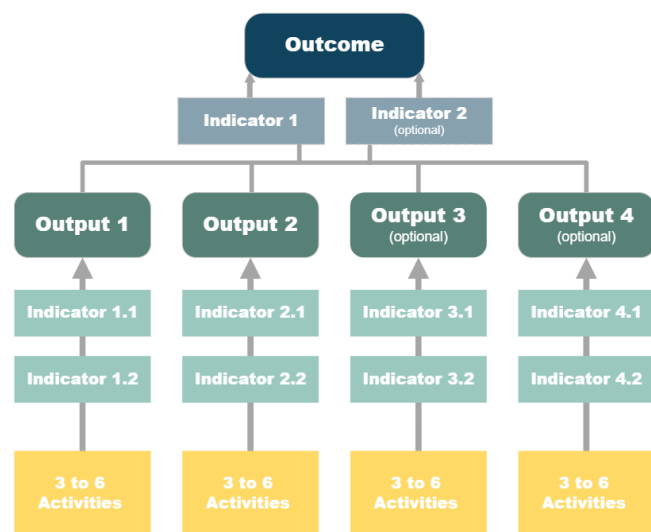 Outcome
Indicator 1
Indicator 2
(optional)
Output 1
Output 2
Output 3
(optional)
Output 4
(optional)
Indicator 1.1
Indicator 2.1
Indicator 3.1
Indicator 4.1
Indicator 1.2
Indicator 2.2
Indicator 3.2
Indicator 4.2
3 to 6
Activities
3 to 6
Activities
3 to 6
Activities
3 to 6
Activities